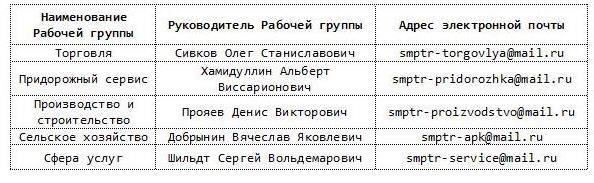 Наименование Рабочей группы
Руководитель Рабочей группы
Адрес электронной почты
Торговля
Сивков Олег Станиславович
smptr-torgovlya@mail.ru
Придорожный сервис
Хамидуллин Альберт
Виссарионович
smptr-pridorozhka@mail.ru
Производство и
строительство
Прояев Денис Викторович
smptr-proizvodstvo@mail.ru
Сельское хозяйство
Добрынин Вячеслав Яковлевич
smptr-apk@mail.ru
Сфера услуг
Шильдт Сергей Вольдемарович
smptr-service@mail.ru